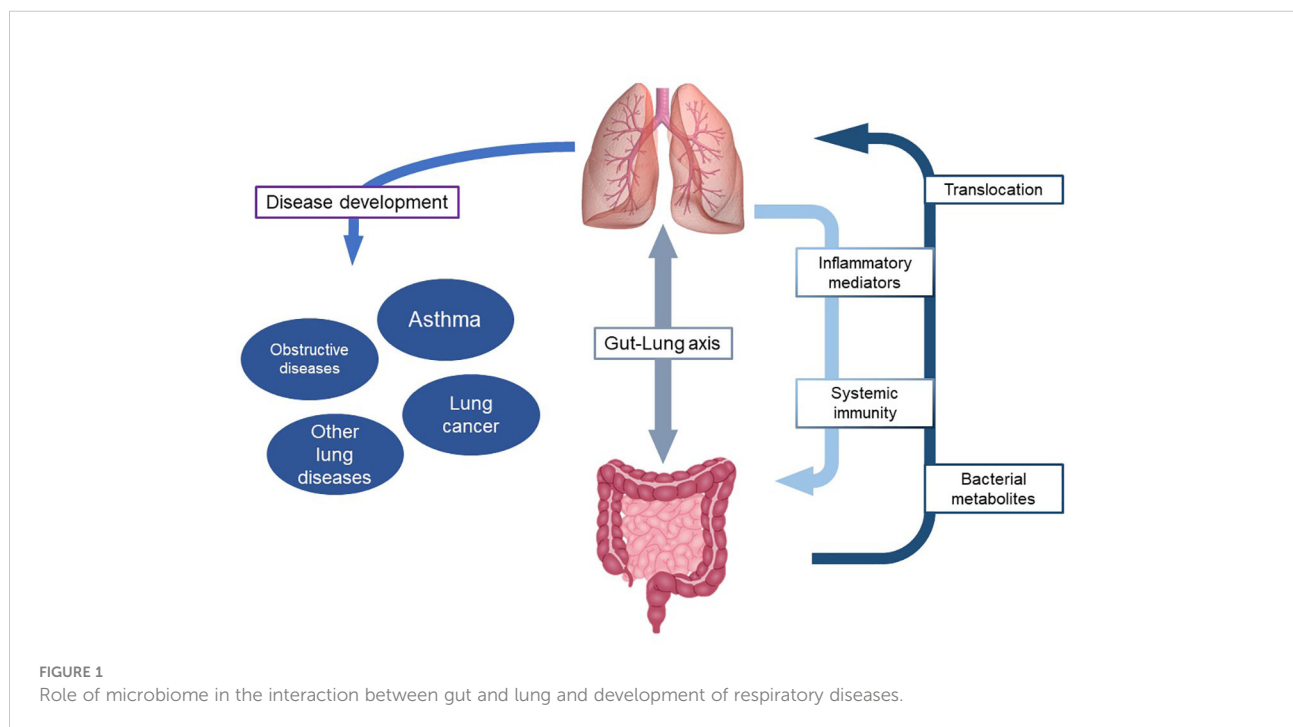 Disease development
Asthma
Obstructive
diseases
Lung
cancer
Other
lung
diseases
Gut-Lung axis
Inflammatory
mediators
Systemic
immunity
Translocation
Bacterial
metabolites
FIGURE 1
Role of microbiome in the interaction between gut and lung and development of respiratory diseases.